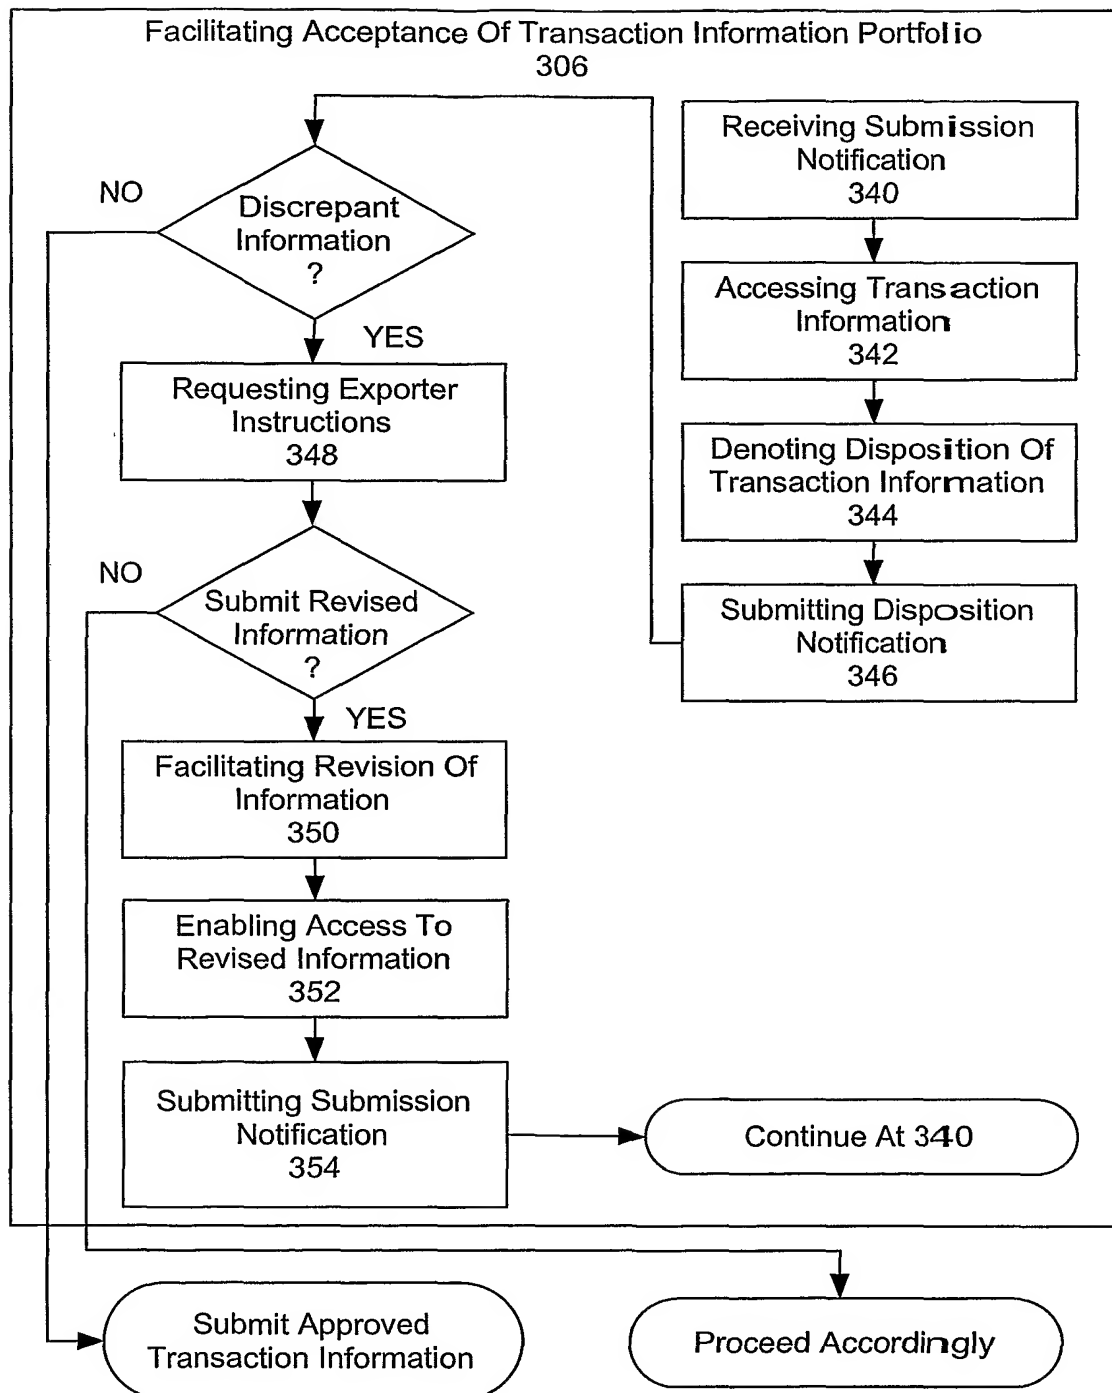 Facilitating Acceptance Of Transaction Information Portfolio
306
Receiving Submission
Notification
340
Accessing Transaction
Information
342
Denoting Disposition Of
Transaction Information
344
Submitting Disposition
Notification
346
NO
Discrepant
Information
?
YES
Requesting Exporter
Instructions
348
NO
Submit Revised
Information
?
YES
Facilitating Revision Of
Information
350
Enabling Access To
Revised Information
352
Submitting Submission
Notification
354
Continue At 340
Submit Approved
Transaction Information
Proceed Accordingly